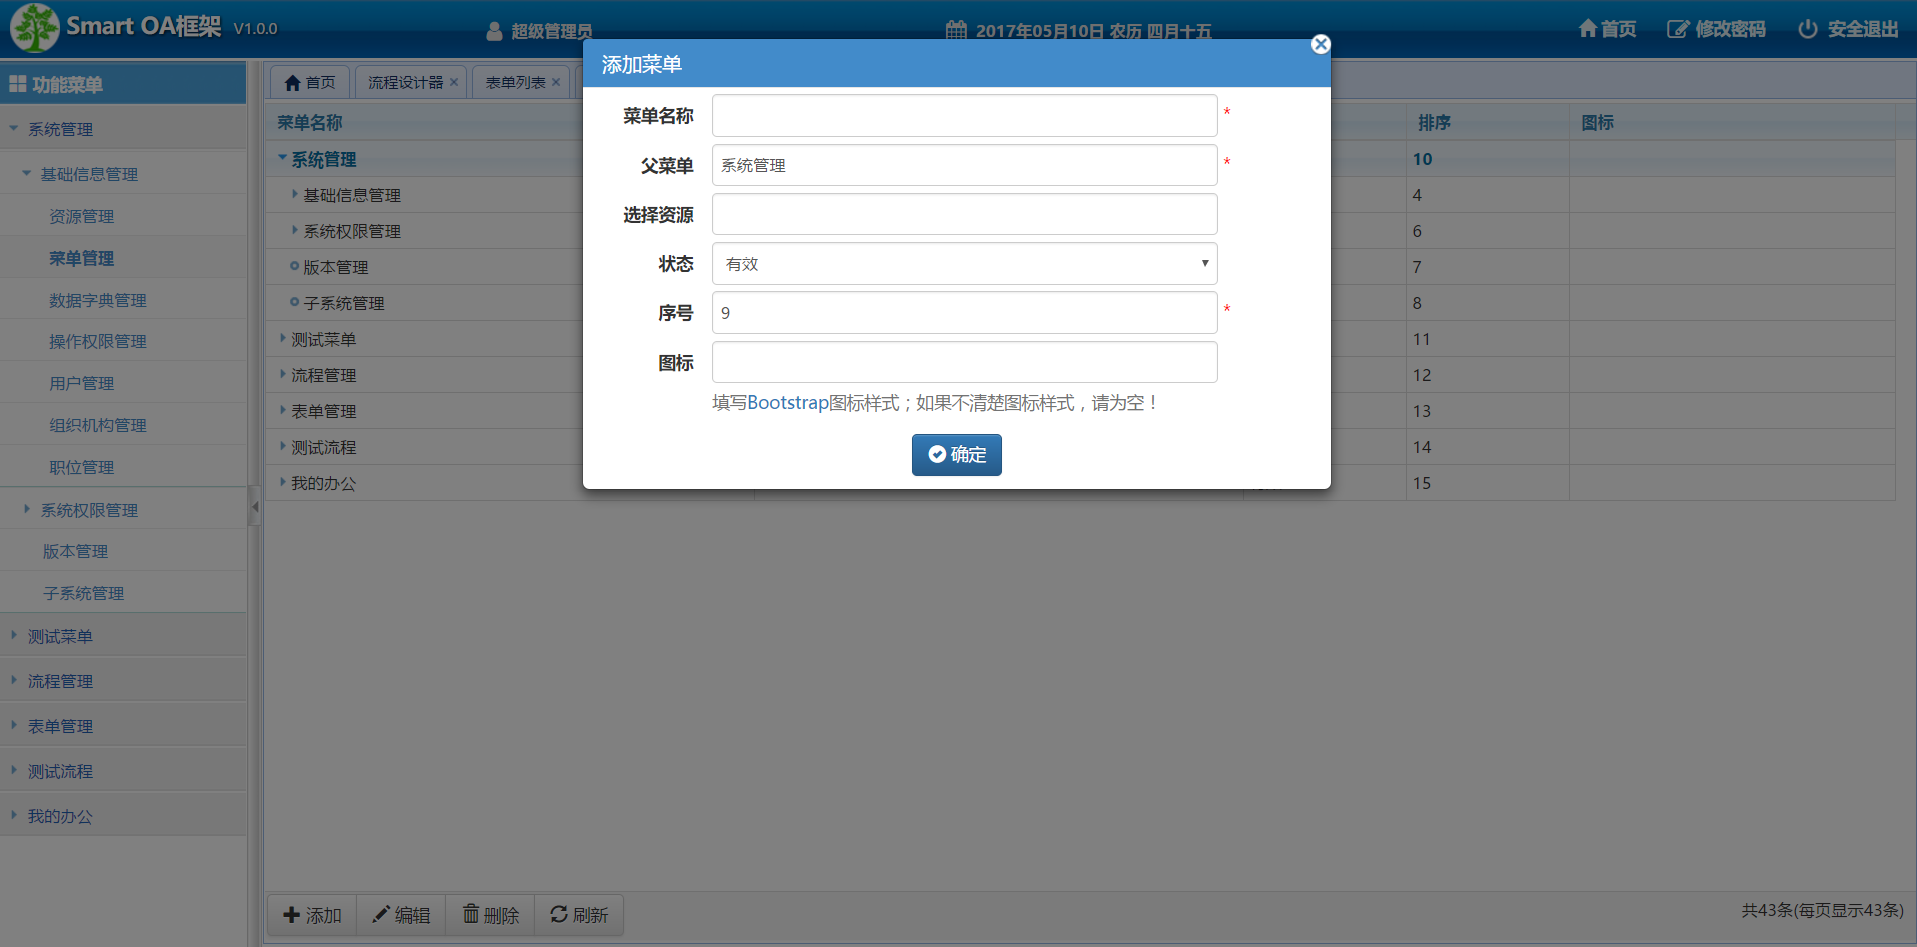 Smart OA框架 V1.0.0
超级管理员
2017年05月10日 农历 四月十五
首页
修改密码
安全退出
功能菜单
系统管理
基础信息管理
资源管理
菜单管理
数据字典管理
操作权限管理
用户管理
组织机构管理
职位管理
系统权限管理
版本管理
子系统管理
测试菜单
流程管理
表单管理
测试流程
我的办公
首页
流程设计器
表单列表
菜单名称 排序 图标
系统管理 10
基础信息管理 4
系统权限管理 6
版本管理 7
子系统管理 8
测试菜单 11
流程管理 12
表单管理 13
测试流程 14
我的办公 15
添加菜单
菜单名称 *
父菜单 系统管理 *
选择资源
状态 有效
序号 9 *
图标
填写Bootstrap图标样式；如果不清楚图标样式，请为空！
确定
添加 编辑 删除 刷新
共43条(每页显示43条)